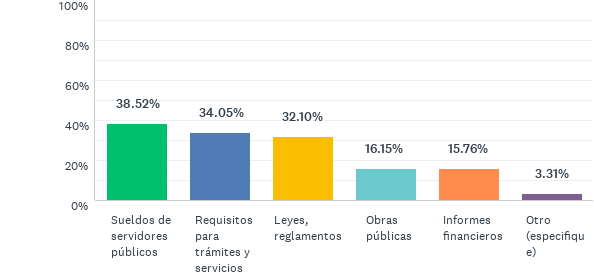 100%
80%
60%
40%
20%
0%
38.52%
34.05%
32.10%
16.15%
15.76%
3.31%
Sueldos de
servidores
públicos
Requisitos
para
trámites y
servicios
Leyes,
reglamentos
Obras
públicas
Informes
financieros
Otro
(especifiqu
e)